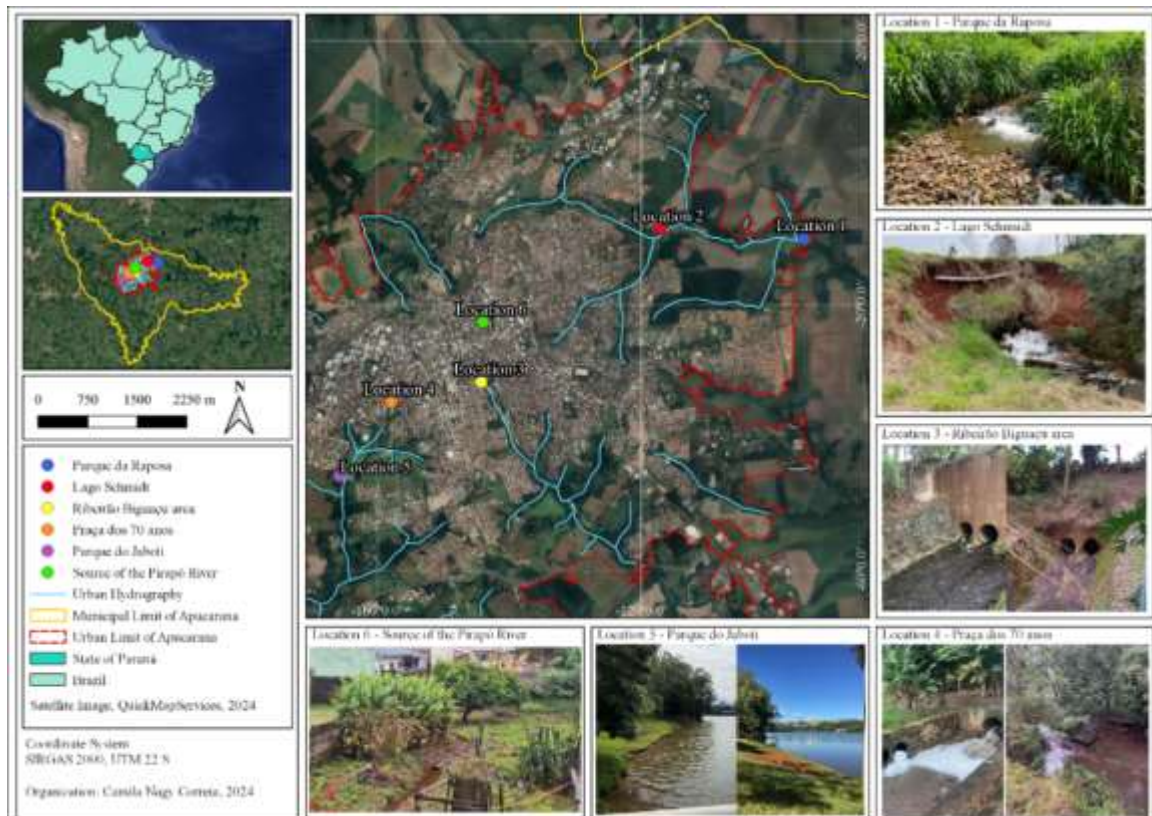 Location 1 - Parque da Raposa
Location 2
Location 1
Location 6
Location 3
Location 4
Location 5
Location 2 - Lago Schmidt
N
0 750 1500 2250 m
Parque da Raposa
Lago Schmidt
Ribeirão Biguaçu area
Praça dos 70 anos
Parque do Jaboti
Source of the Pirapó River
Urban Hydrography
Municipal Limit of Apucarana
Urban Limit of Apucarana
State of Paraná
Brazil
Satellite image, QuickMapServices, 2024
Coordinate System
SIRGAS 2000, UTM 22 S
Organization: Camila Nagy Correia, 2024
Location 3 - Ribeirão Biguaçu area
Location 6 - Source of the Pirapó River
Location 5 - Parque do Jaboti
Location 4 - Praça dos 70 anos